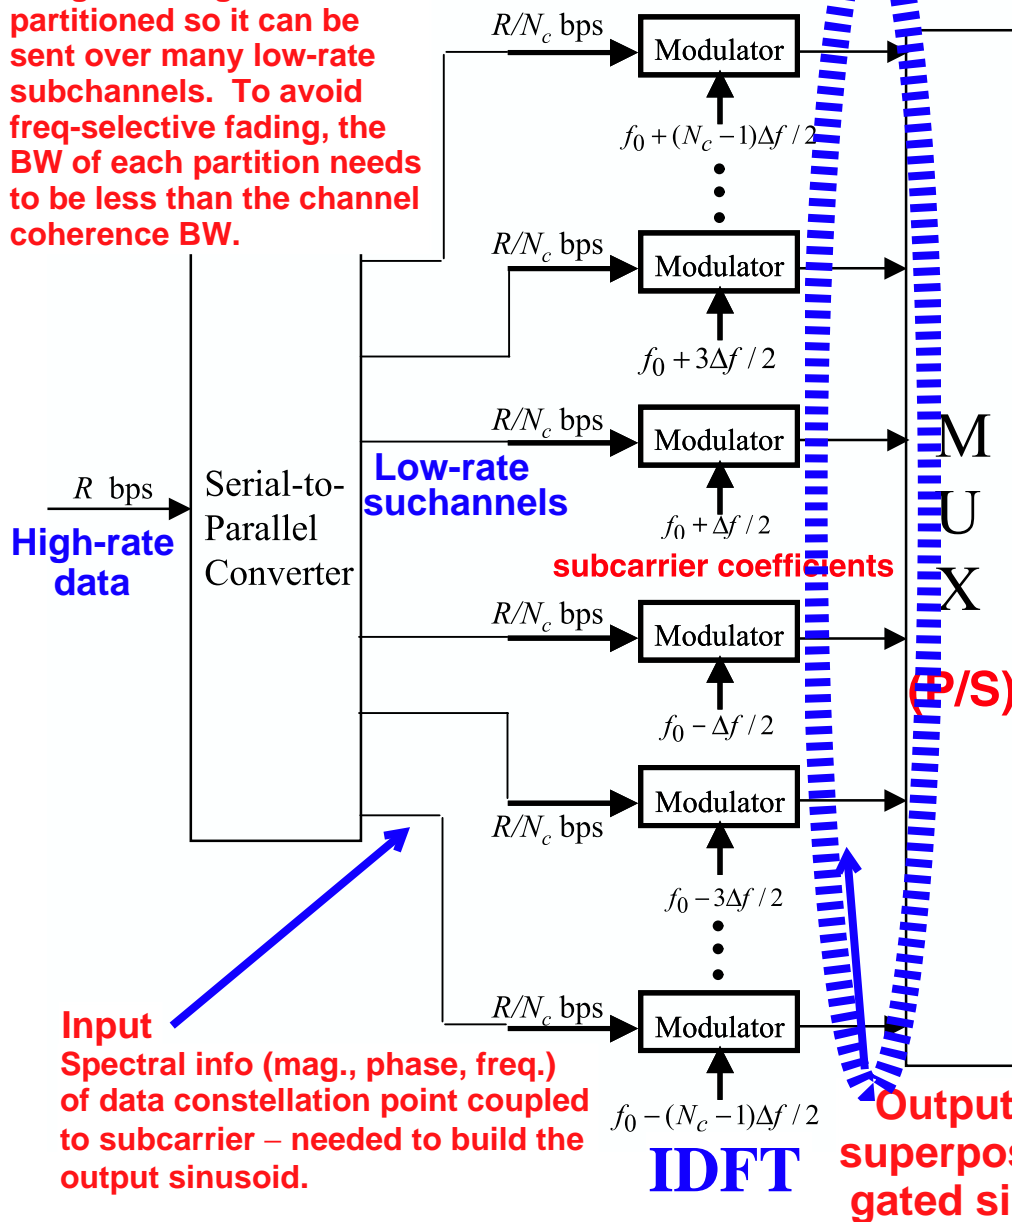 partitioned so it can be
sent over many low-rate
subchannels. To avoid
freq-selective fading, the
BW of each partition needs
to be less than the channel
coherence BW.
R/N_c bps
Modulator
f_0 + (N_c − 1)Δf / 2
R/N_c bps
Modulator
f_0 + 3Δf / 2
R/N_c bps
Modulator
f_0 + Δf / 2
Low-rate
suchannels
R bps
High-rate
data
Serial-to-
Parallel
Converter
subcarrier coefficients
M
U
X
(P/S)
R/N_c bps
Modulator
f_0 − Δf / 2
Modulator
R/N_c bps
f_0 − 3Δf / 2
R/N_c bps
Modulator
f_0 − (N_c − 1)Δf / 2
IDFT
Input
Spectral info (mag., phase, freq.)
of data constellation point coupled
to subcarrier – needed to build the
output sinusoid.
Output
superpos
gated si